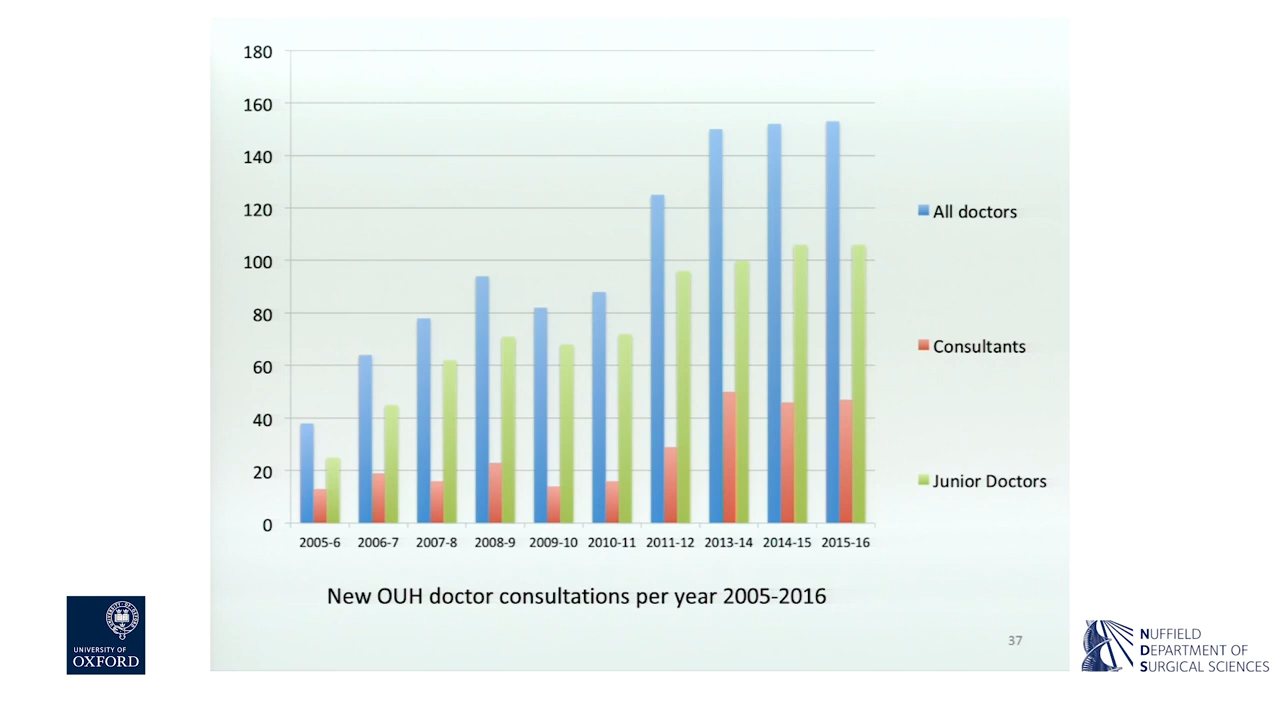 180
160
140
120
100
80
60
40
20
0
2005-6 2006-7 2007-8 2008-9 2009-10 2010-11 2011-12 2013-14 2014-15 2015-16
All doctors
Consultants
Junior Doctors
New OUH doctor consultations per year 2005-2016
37
UNIVERSITY OF
OXFORD
NUFFIELD
DEPARTMENT OF
SURGICAL SCIENCES